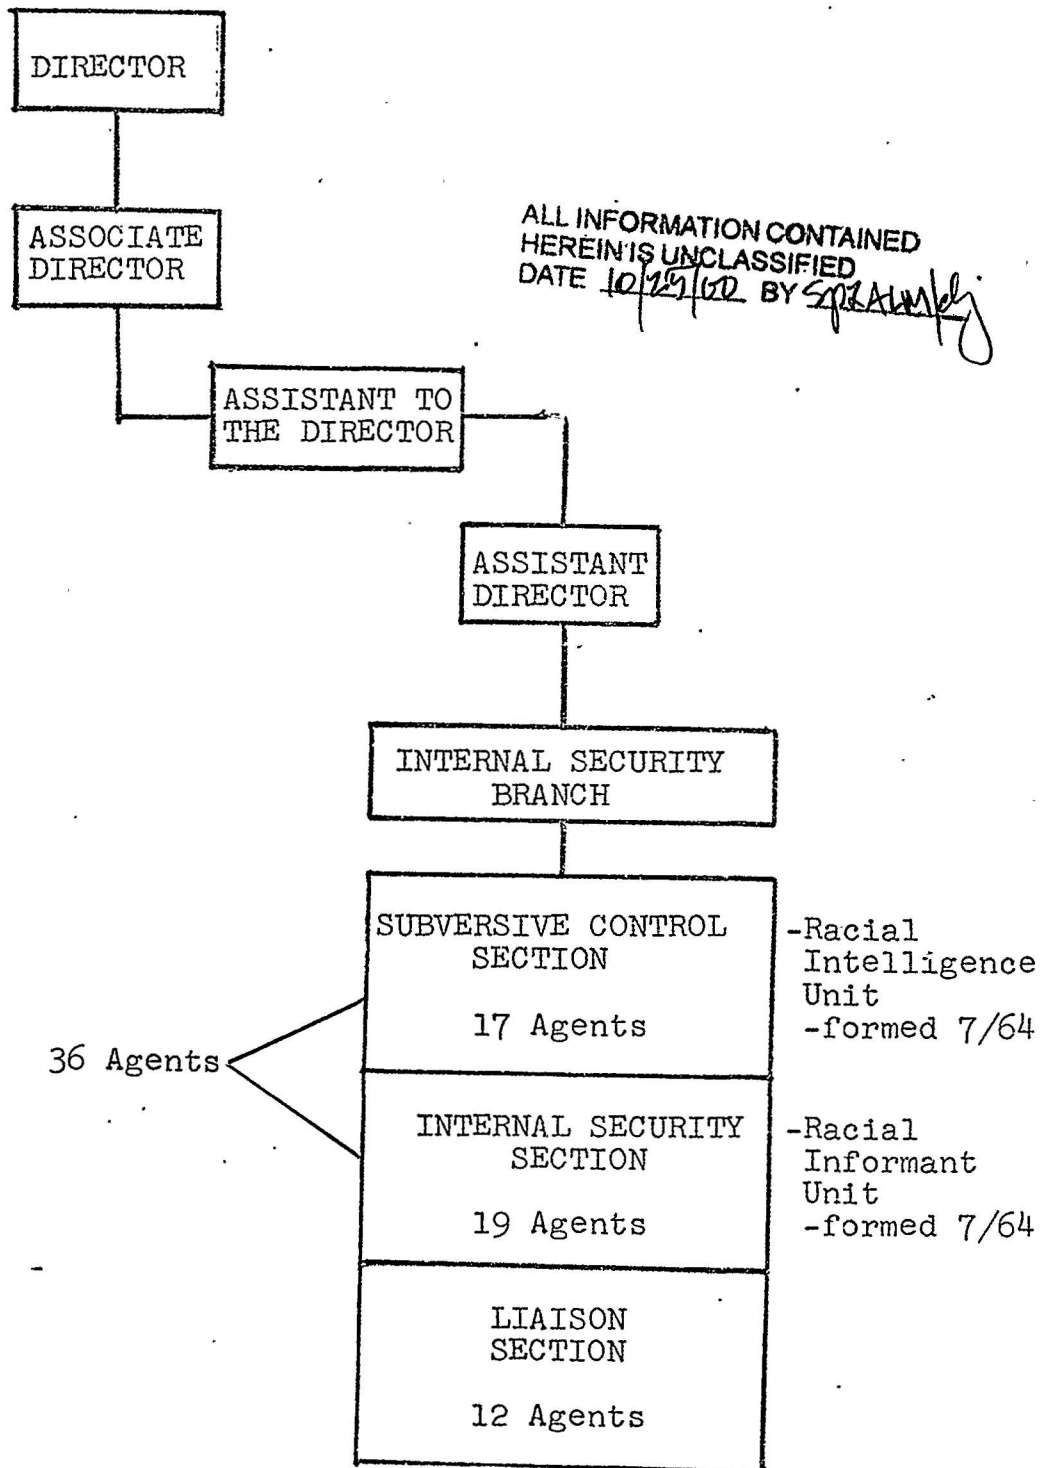 DIRECTOR
ASSOCIATE
DIRECTOR
ALL INFORMATION CONTAINED
HEREIN IS UNCLASSIFIED
DATE BY
ASSISTANT TO
THE DIRECTOR
ASSISTANT
DIRECTOR
INTERNAL SECURITY
BRANCH
SUBVERSIVE CONTROL
SECTION
17 Agents
-Racial
Intelligence
Unit
-formed 7/64
36 Agents
INTERNAL SECURITY
SECTION
19 Agents
-Racial
Informant
Unit
-formed 7/64
LIAISON
SECTION
12 Agents